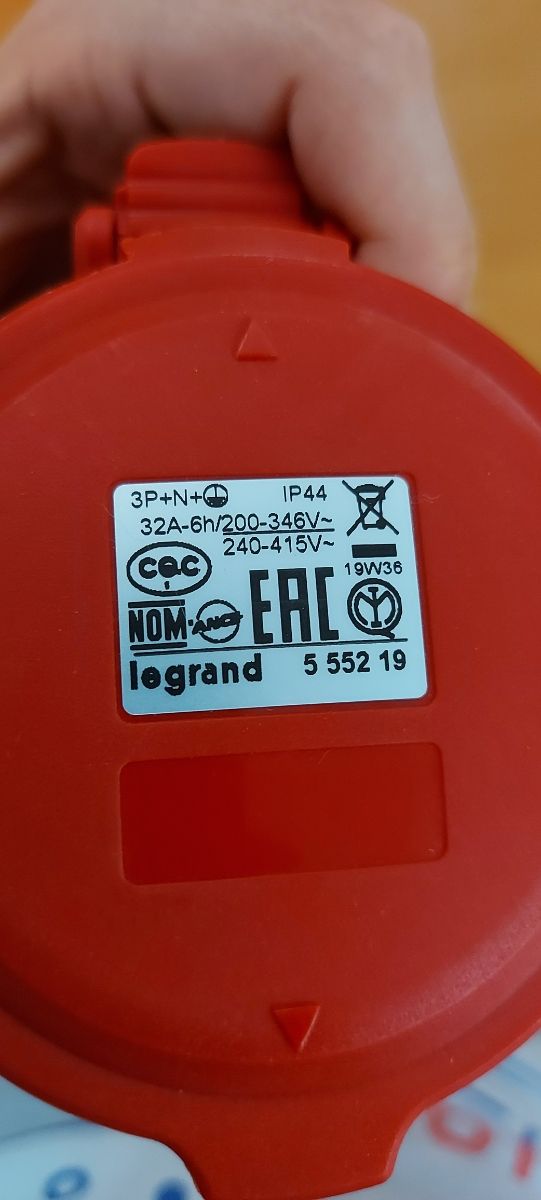 3P+N+⏚ IP44
32A-6h/200-346V~
240-415V~
19W36
CQC
NOM-ANCE EAC
legrand 5 552 19